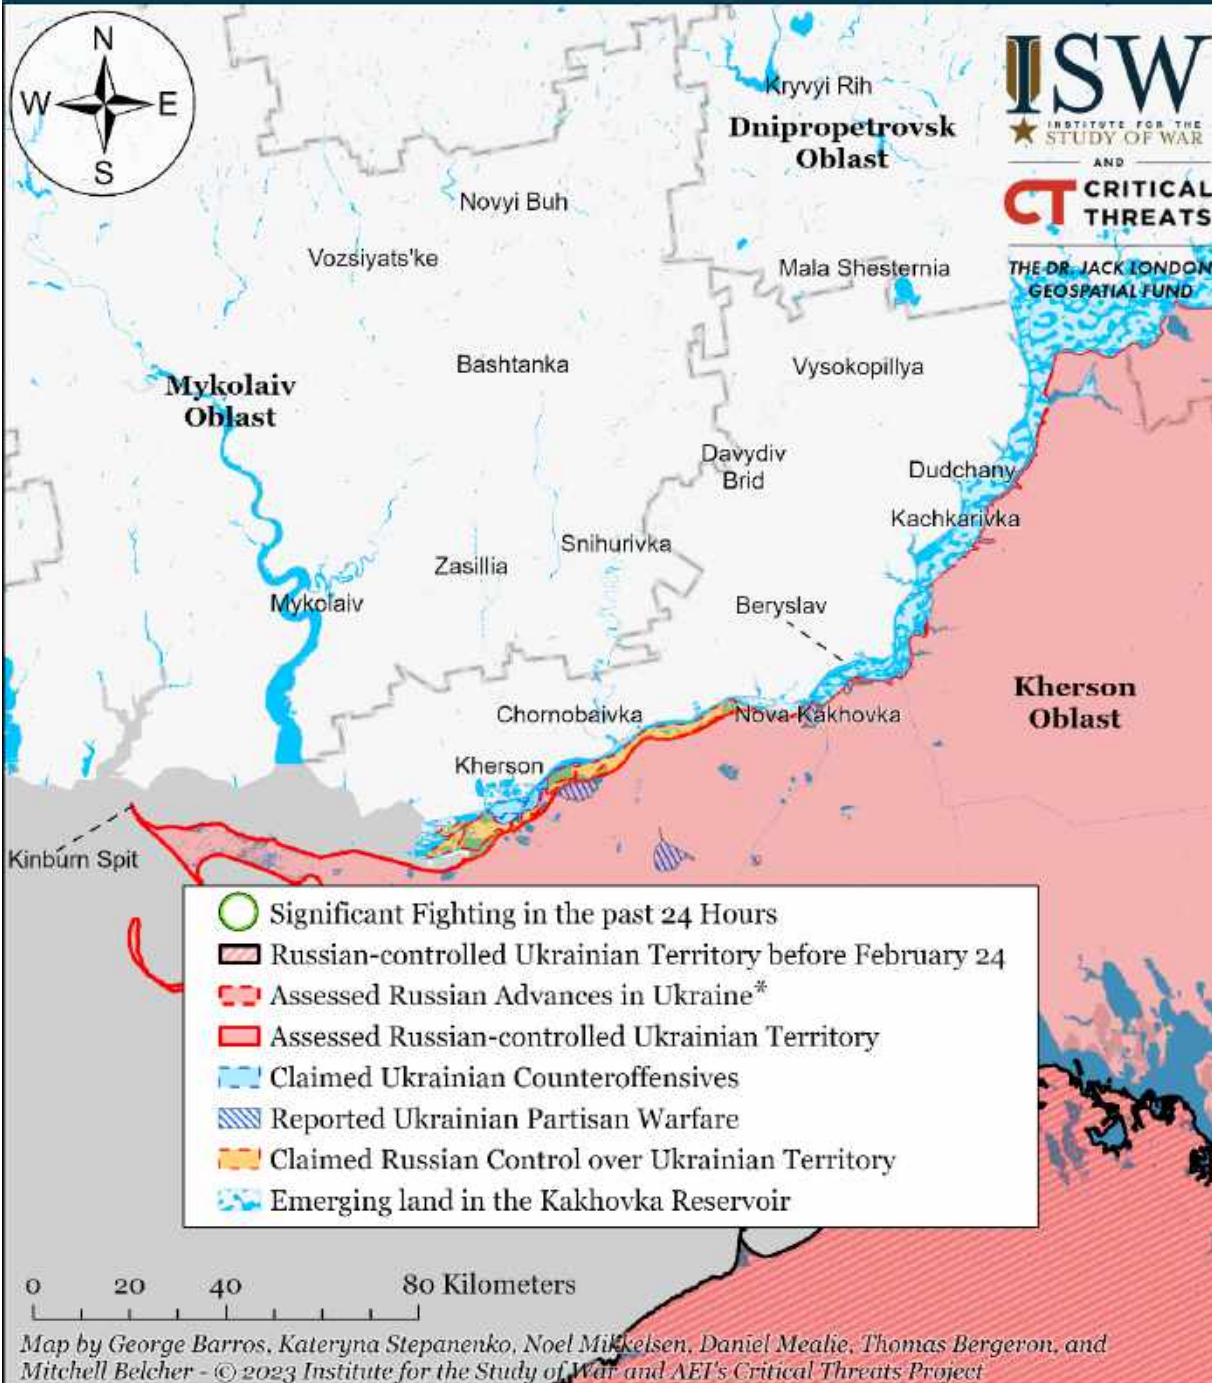 N
W E
S
Kryvyi Rih
Dnipropetrovsk
Oblast
ISW
INSTITUTE FOR THE
STUDY OF WAR
AND
CT CRITICAL
THREATS
THE DR. JACK LONDON
GEOSPATIAL FUND
Novyi Buh
Vozsiyats'ke
Mala Shesternia
Bashtanka
Vysokopillya
Mykolaiv
Oblast
Davydiv
Brid
Dudchany
Kachkarivka
Snihurivka
Zasillia
Mykolaiv
Beryslav
Kherson
Oblast
Chornobaivka
Nova Kakhovka
Kherson
Kinburn Spit
Significant Fighting in the past 24 Hours
Russian-controlled Ukrainian Territory before February 24
Assessed Russian Advances in Ukraine*
Assessed Russian-controlled Ukrainian Territory
Claimed Ukrainian Counteroffensives
Reported Ukrainian Partisan Warfare
Claimed Russian Control over Ukrainian Territory
Emerging land in the Kakhovka Reservoir
0 20 40 80 Kilometers
Map by George Barros, Kateryna Stepanenko, Noel Mikkelsen, Daniel Mealie, Thomas Bergeron, and
Mitchell Belcher - © 2023 Institute for the Study of War and AEI's Critical Threats Project